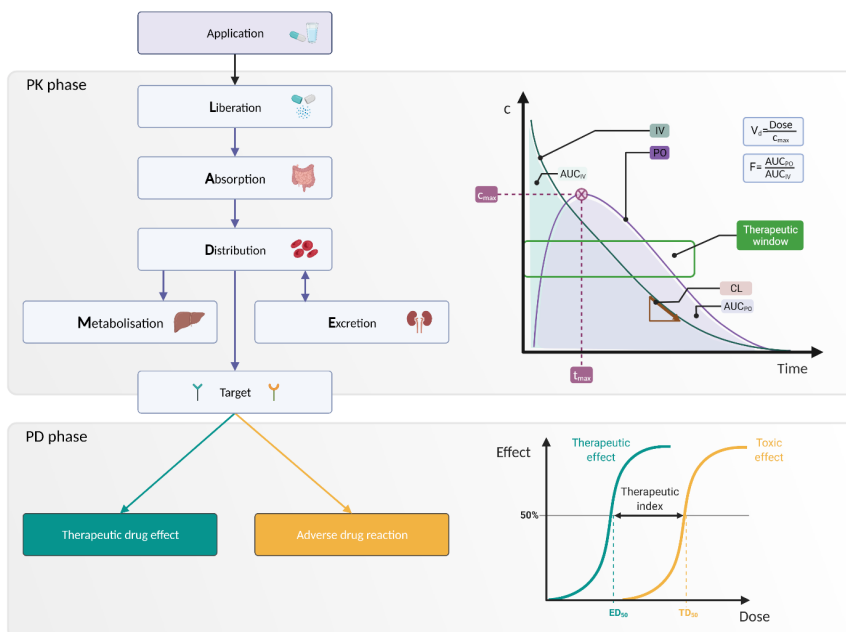 Application
PK phase
Liberation
Absorption
Distribution
Metabolisation
Excretion
Target
c
IV
PO
AUCIV
cmax
Vd=Dose
cmax
F=AUCPO
AUCIV
Therapeutic
window
CL
AUCPO
Time
tmax
PD phase
Therapeutic drug effect
Adverse drug reaction
Effect
Therapeutic
effect
Toxic
effect
Therapeutic
index
50%
ED50
TD50
Dose